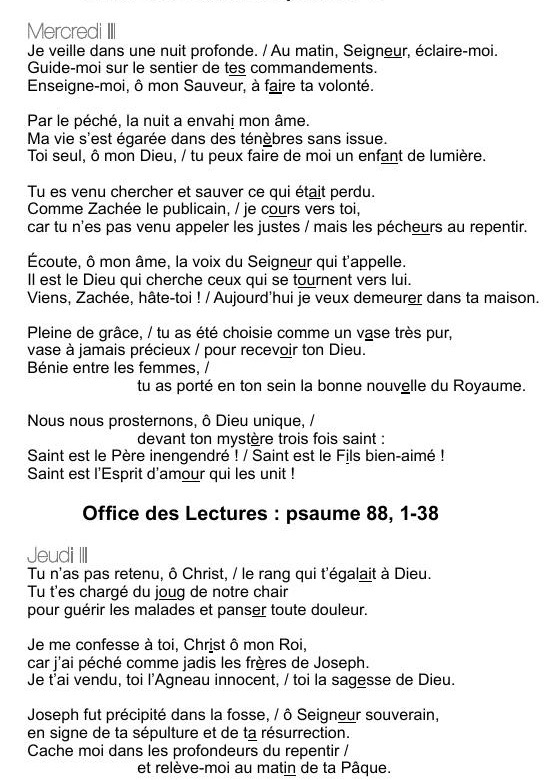 Mercredi III
Je veille dans une nuit profonde. / Au matin, Seigneur, éclaire-moi.
Guide-moi sur le sentier de tes commandements.
Enseigne-moi, ô mon Sauveur, à faire ta volonté.
Par le péché, la nuit a envahi mon âme.
Ma vie s'est égarée dans des ténèbres sans issue.
Toi seul, ô mon Dieu, / tu peux faire de moi un enfant de lumière.
Tu es venu chercher et sauver ce qui était perdu.
Comme Zachée le publicain, / je cours vers toi,
car tu n'es pas venu appeler les justes / mais les pécheurs au repentir.
Écoute, ô mon âme, la voix du Seigneur qui t'appelle.
Il est le Dieu qui cherche ceux qui se tournent vers lui.
Viens, Zachée, hâte-toi ! / Aujourd'hui je veux demeurer dans ta maison.
Pleine de grâce, / tu as été choisie comme un vase très pur,
vase à jamais précieux / pour recevoir ton Dieu.
Bénie entre les femmes, /
tu as porté en ton sein la bonne nouvelle du Royaume.
Nous nous prosternons, ô Dieu unique, /
devant ton mystère trois fois saint :
Saint est le Père inengendré ! / Saint est le Fils bien-aimé !
Saint est l'Esprit d'amour qui les unit !
Office des Lectures : psaume 88, 1-38
Jeudi III
Tu n'as pas retenu, ô Christ, / le rang qui t'égalait à Dieu.
Tu t'es chargé du joug de notre chair
pour guérir les malades et panser toute douleur.
Je me confesse à toi, Christ ô mon Roi,
car j'ai péché comme jadis les frères de Joseph.
Je t'ai vendu, toi l'Agneau innocent, / toi la sagesse de Dieu.
Joseph fut précipité dans la fosse, / ô Seigneur souverain,
en signe de ta sépulture et de ta résurrection.
Cache moi dans les profondeurs du repentir /
et relève-moi au matin de ta Pâque.